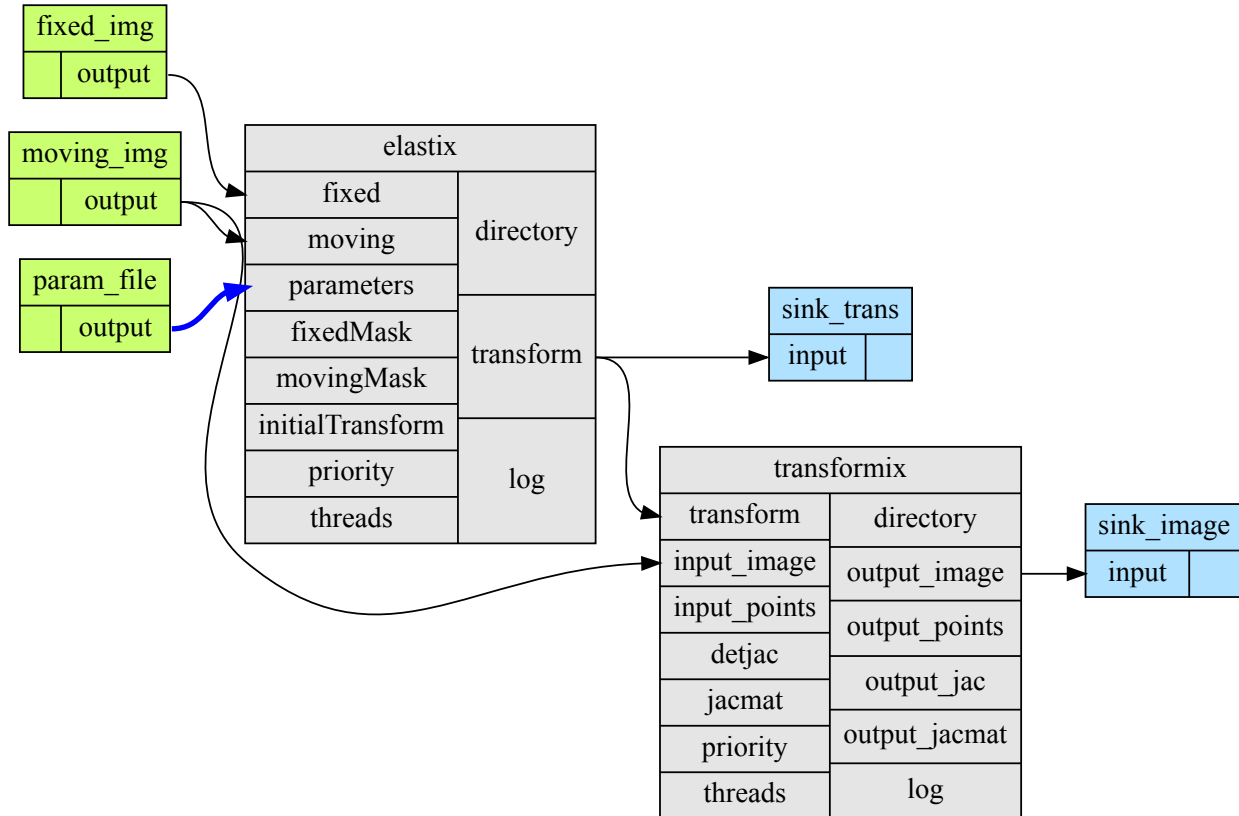 fixed_img
output
moving_img
output
param_file
output
elastix
fixed
moving
parameters
fixedMask
movingMask
initialTransform
priority
threads
directory
transform
log
sink_trans
input
transformix
transform
input_image
input_points
detjac
jacmat
priority
threads
directory
output_image
output_points
output_jac
output_jacmat
log
sink_image
input